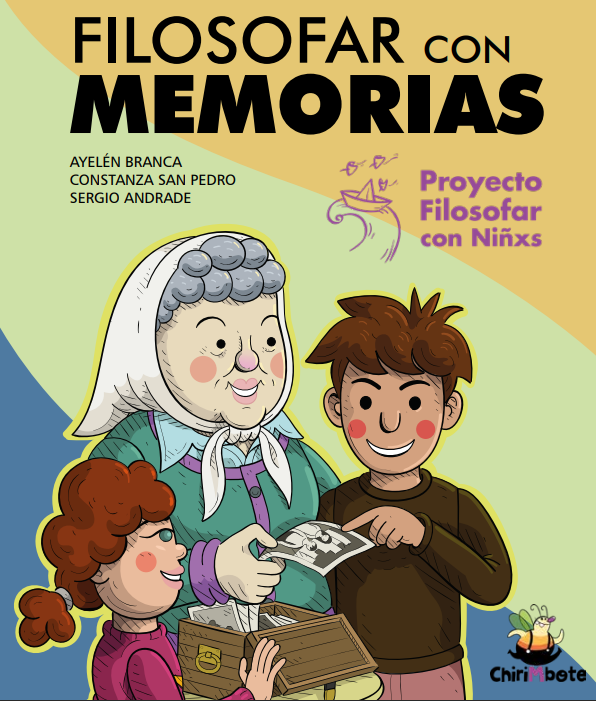 FILOSOFAR CON
MEMORIAS
AYELÉN BRANCA
CONSTANZA SAN PEDRO
SERGIO ANDRADE
Proyecto
Filosofar
con Niñxs
ChiriMbote